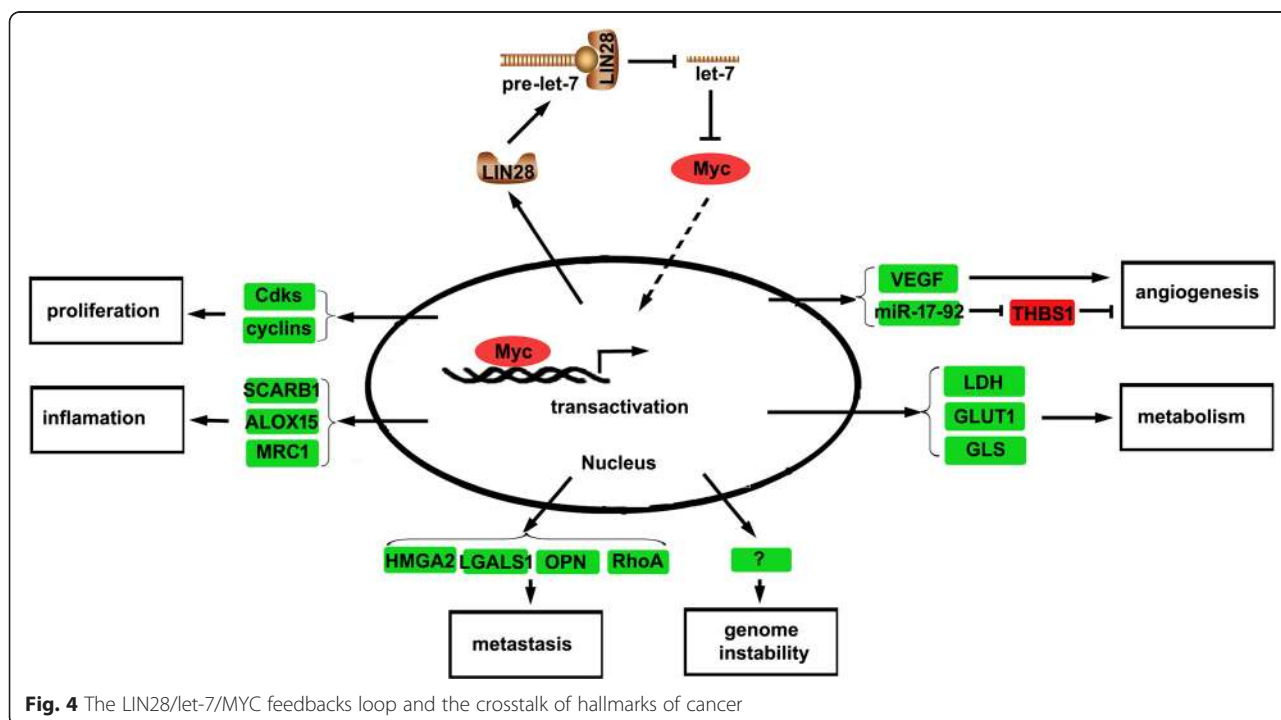 LIN28
pre-let-7
let-7
LIN28
Myc
proliferation
Cdks
cyclins
VEGF
miR-17-92
THBS1
angiogenesis
Myc
transactivation
Nucleus
inflamation
SCARB1
ALOX15
MRC1
LDH
GLUT1
GLS
metabolism
HMGA2 LGALS1 OPN RhoA
?
metastasis
genome
instability
Fig. 4 The LIN28/let-7/MYC feedbacks loop and the crosstalk of hallmarks of cancer